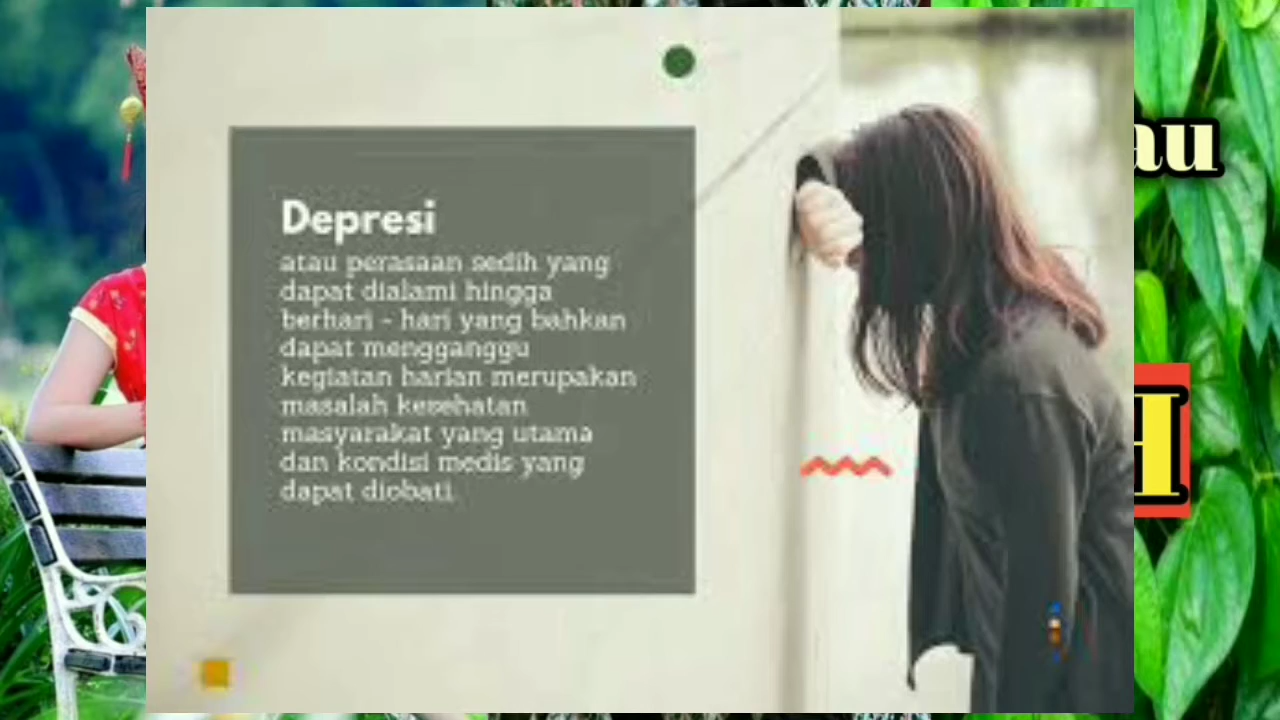 Depresi
atau perasaan sedih yang
dapat dialami hingga
berhari - hari yang bahkan
dapat mengganggu
kegiatan harian merupakan
masalah kesehatan
masyarakat yang utama
dan kondisi medis yang
dapat diobati.
au
H